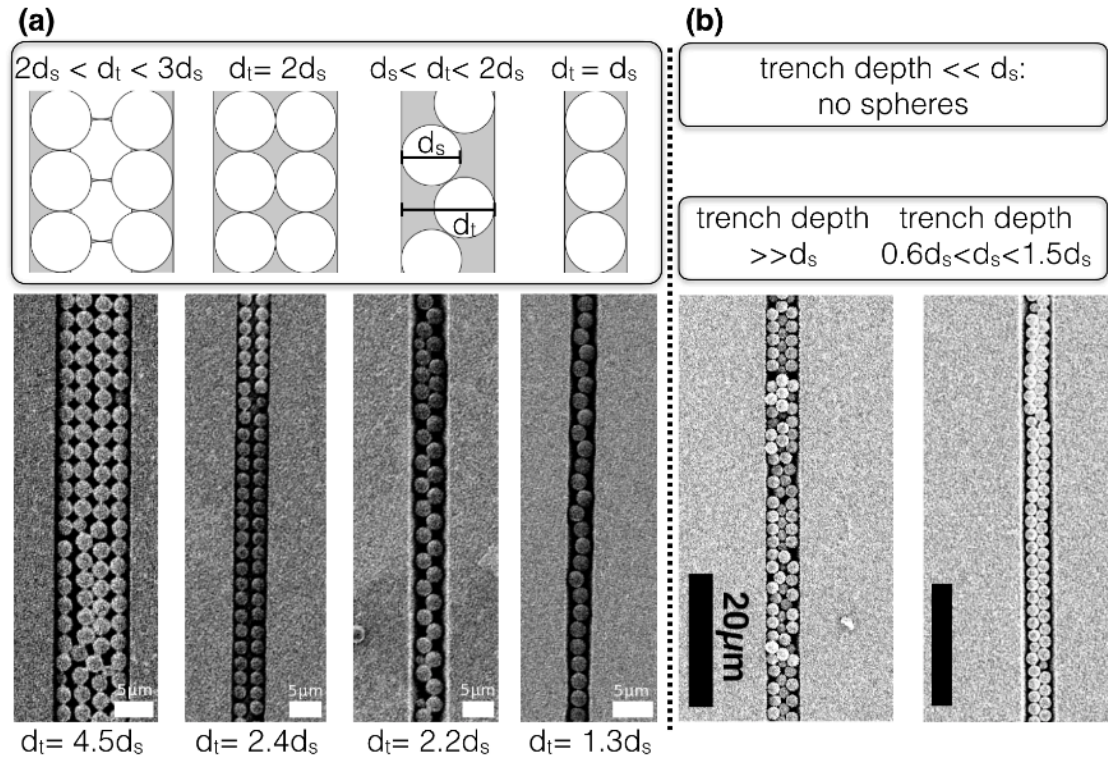 (a)
2ds < dt < 3ds
dt= 2ds
ds< dt< 2ds
dt = ds
ds
dt
5μm
5μm
5μm
5μm
dt= 4.5ds
dt= 2.4ds
dt= 2.2ds
dt= 1.3ds
(b)
trench depth << ds:
no spheres
trench depth
>>ds
trench depth
0.6ds<ds<1.5ds
20μm